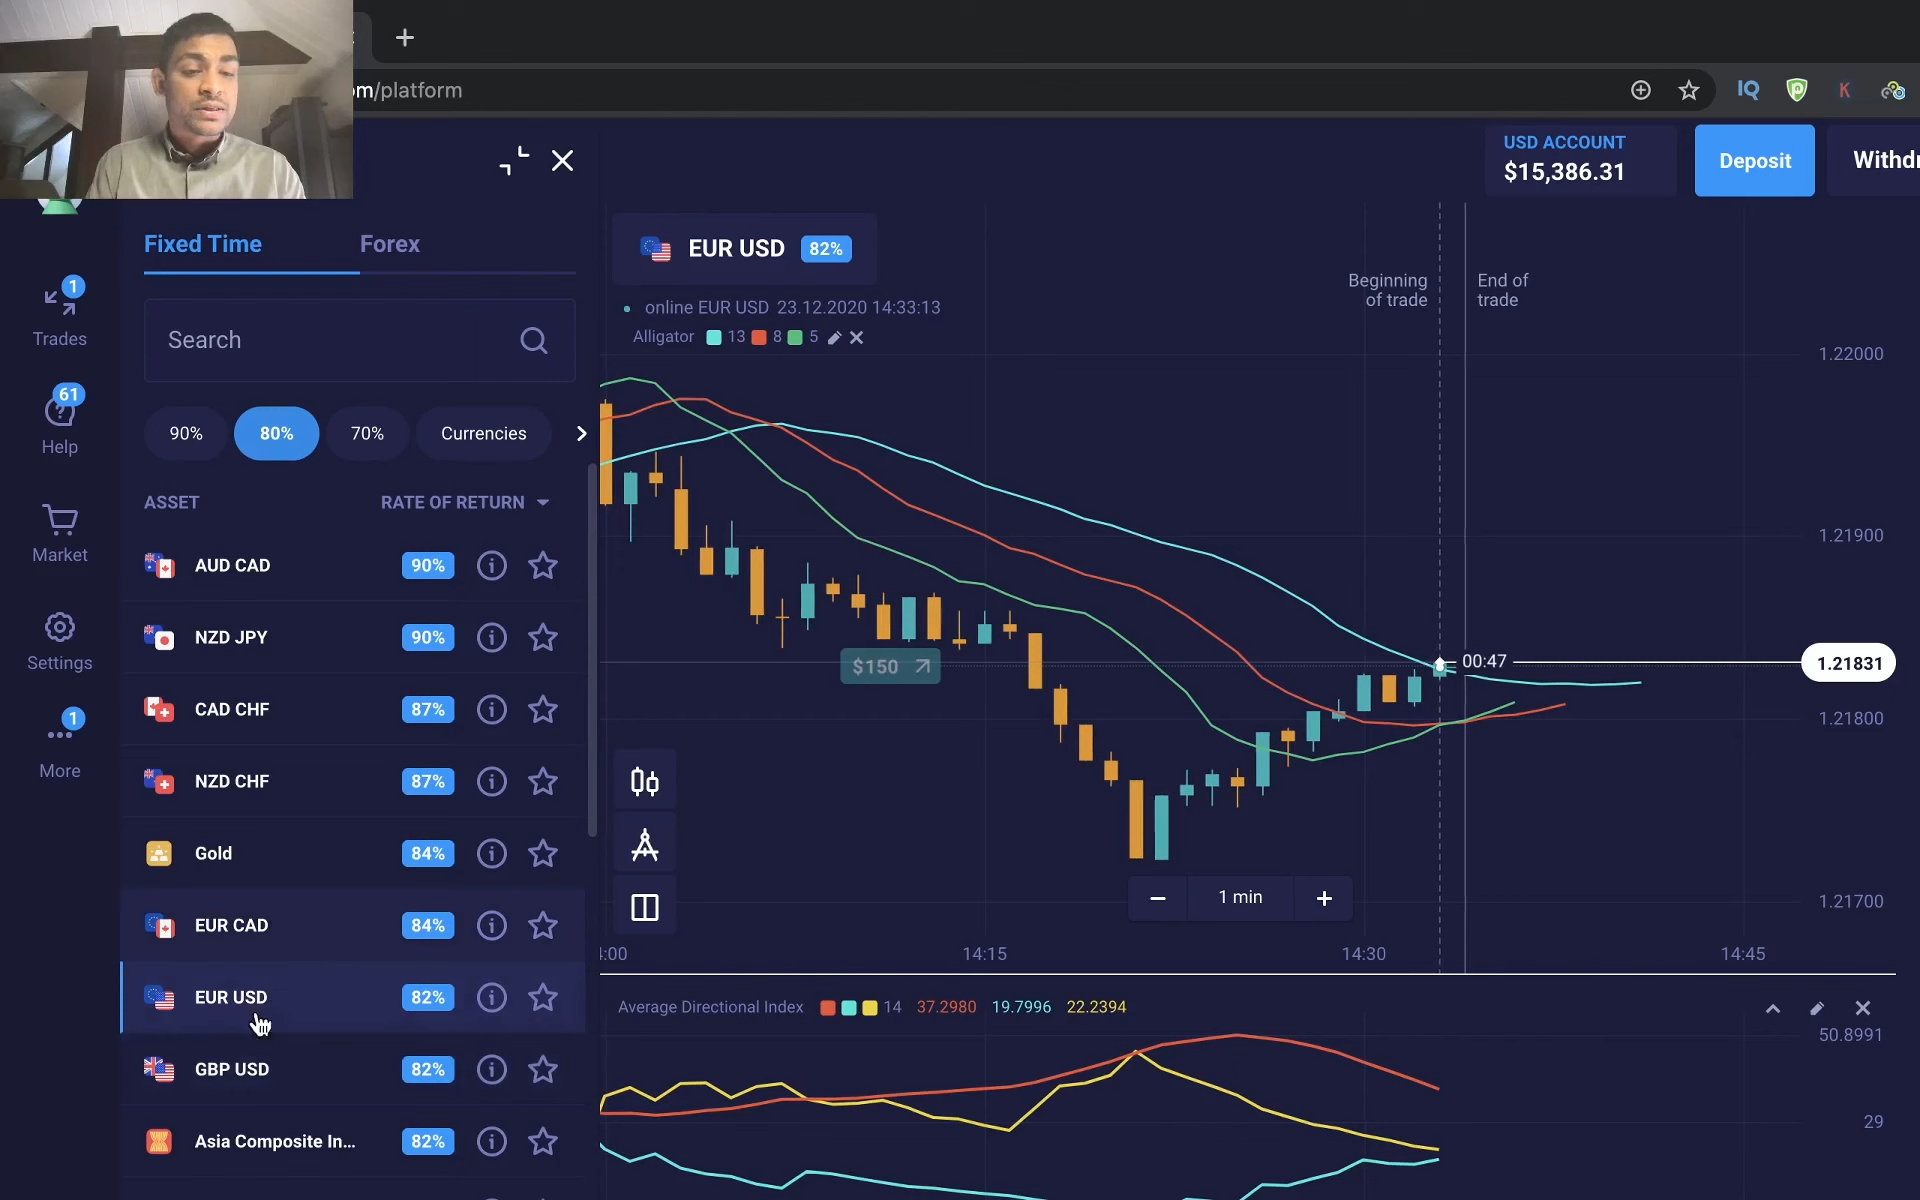 om/platform
IQ
K
USD ACCOUNT
$15,386.31
Deposit
Withdr
Fixed Time
Forex
Search
90%
80%
70%
Currencies
ASSET
RATE OF RETURN
AUD CAD 90%
NZD JPY 90%
CAD CHF 87%
NZD CHF 87%
Gold 84%
EUR CAD 84%
EUR USD 82%
GBP USD 82%
Asia Composite In... 82%
1
Trades
61
Help
Market
Settings
1
More
EUR USD 82%
online EUR USD 23.12.2020 14:33:13
Alligator 13 8 5
Beginning
of trade
End of
trade
1.22000
1.21900
$150
00:47
1.21831
1.21800
1 min
1.21700
:00
14:15
14:30
14:45
Average Directional Index 14 37.2980 19.7996 22.2394
50.8991
29